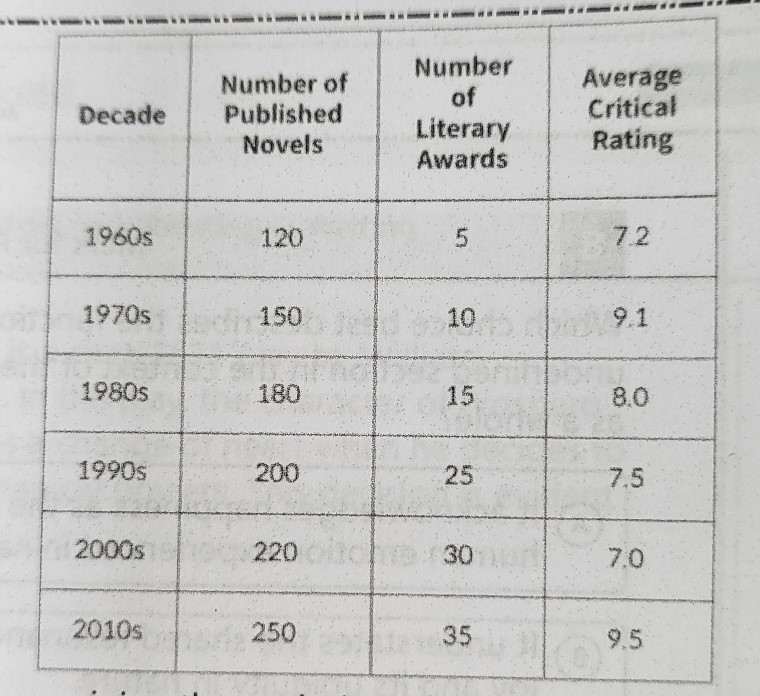 Decade | Number of Published Novels | Number of Literary Awards | Average Critical Rating
1960s | 120 | 5 | 7.2
1970s | 150 | 10 | 9.1
1980s | 180 | 15 | 8.0
1990s | 200 | 25 | 7.5
2000s | 220 | 30 | 7.0
2010s | 250 | 35 | 9.5